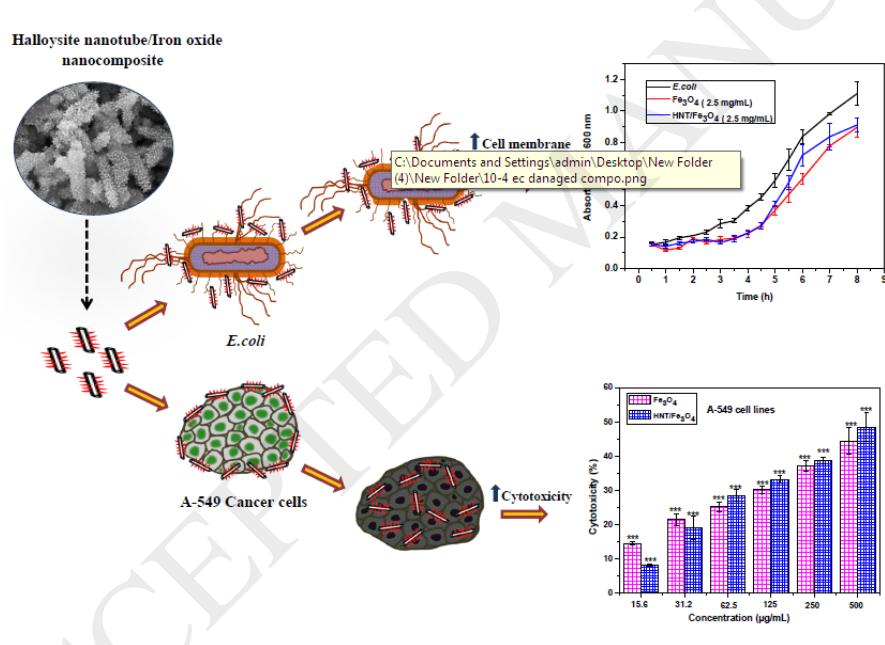 Halloysite nanotube/Iron oxide
nanocomposite
E.coli
A-549 Cancer cells
Cell membrane
C:\Documents and Settings\admin\Desktop\New Folder
(4)\New Folder\10-4 ec danaged compo.png
Cytotoxicity
E.coli
Fe3O4 ( 2.5 mg/mL)
HNT/Fe3O4 ( 2.5 mg/mL)
600 nm
1.2
1.0
0.8
0.6
0.4
0.2
0.0
0 1 2 3 4 5 6 7 8 9
Time (h)
Fe3O4
HNT/Fe3O4
A-549 cell lines
Cytotoxicity (%)
60
50
40
30
20
10
0
*** *** *** *** *** *** *** *** *** *** *** ***
15.6 31.2 62.5 125 250 500
Concentration (µg/mL)
CEPTED MANU